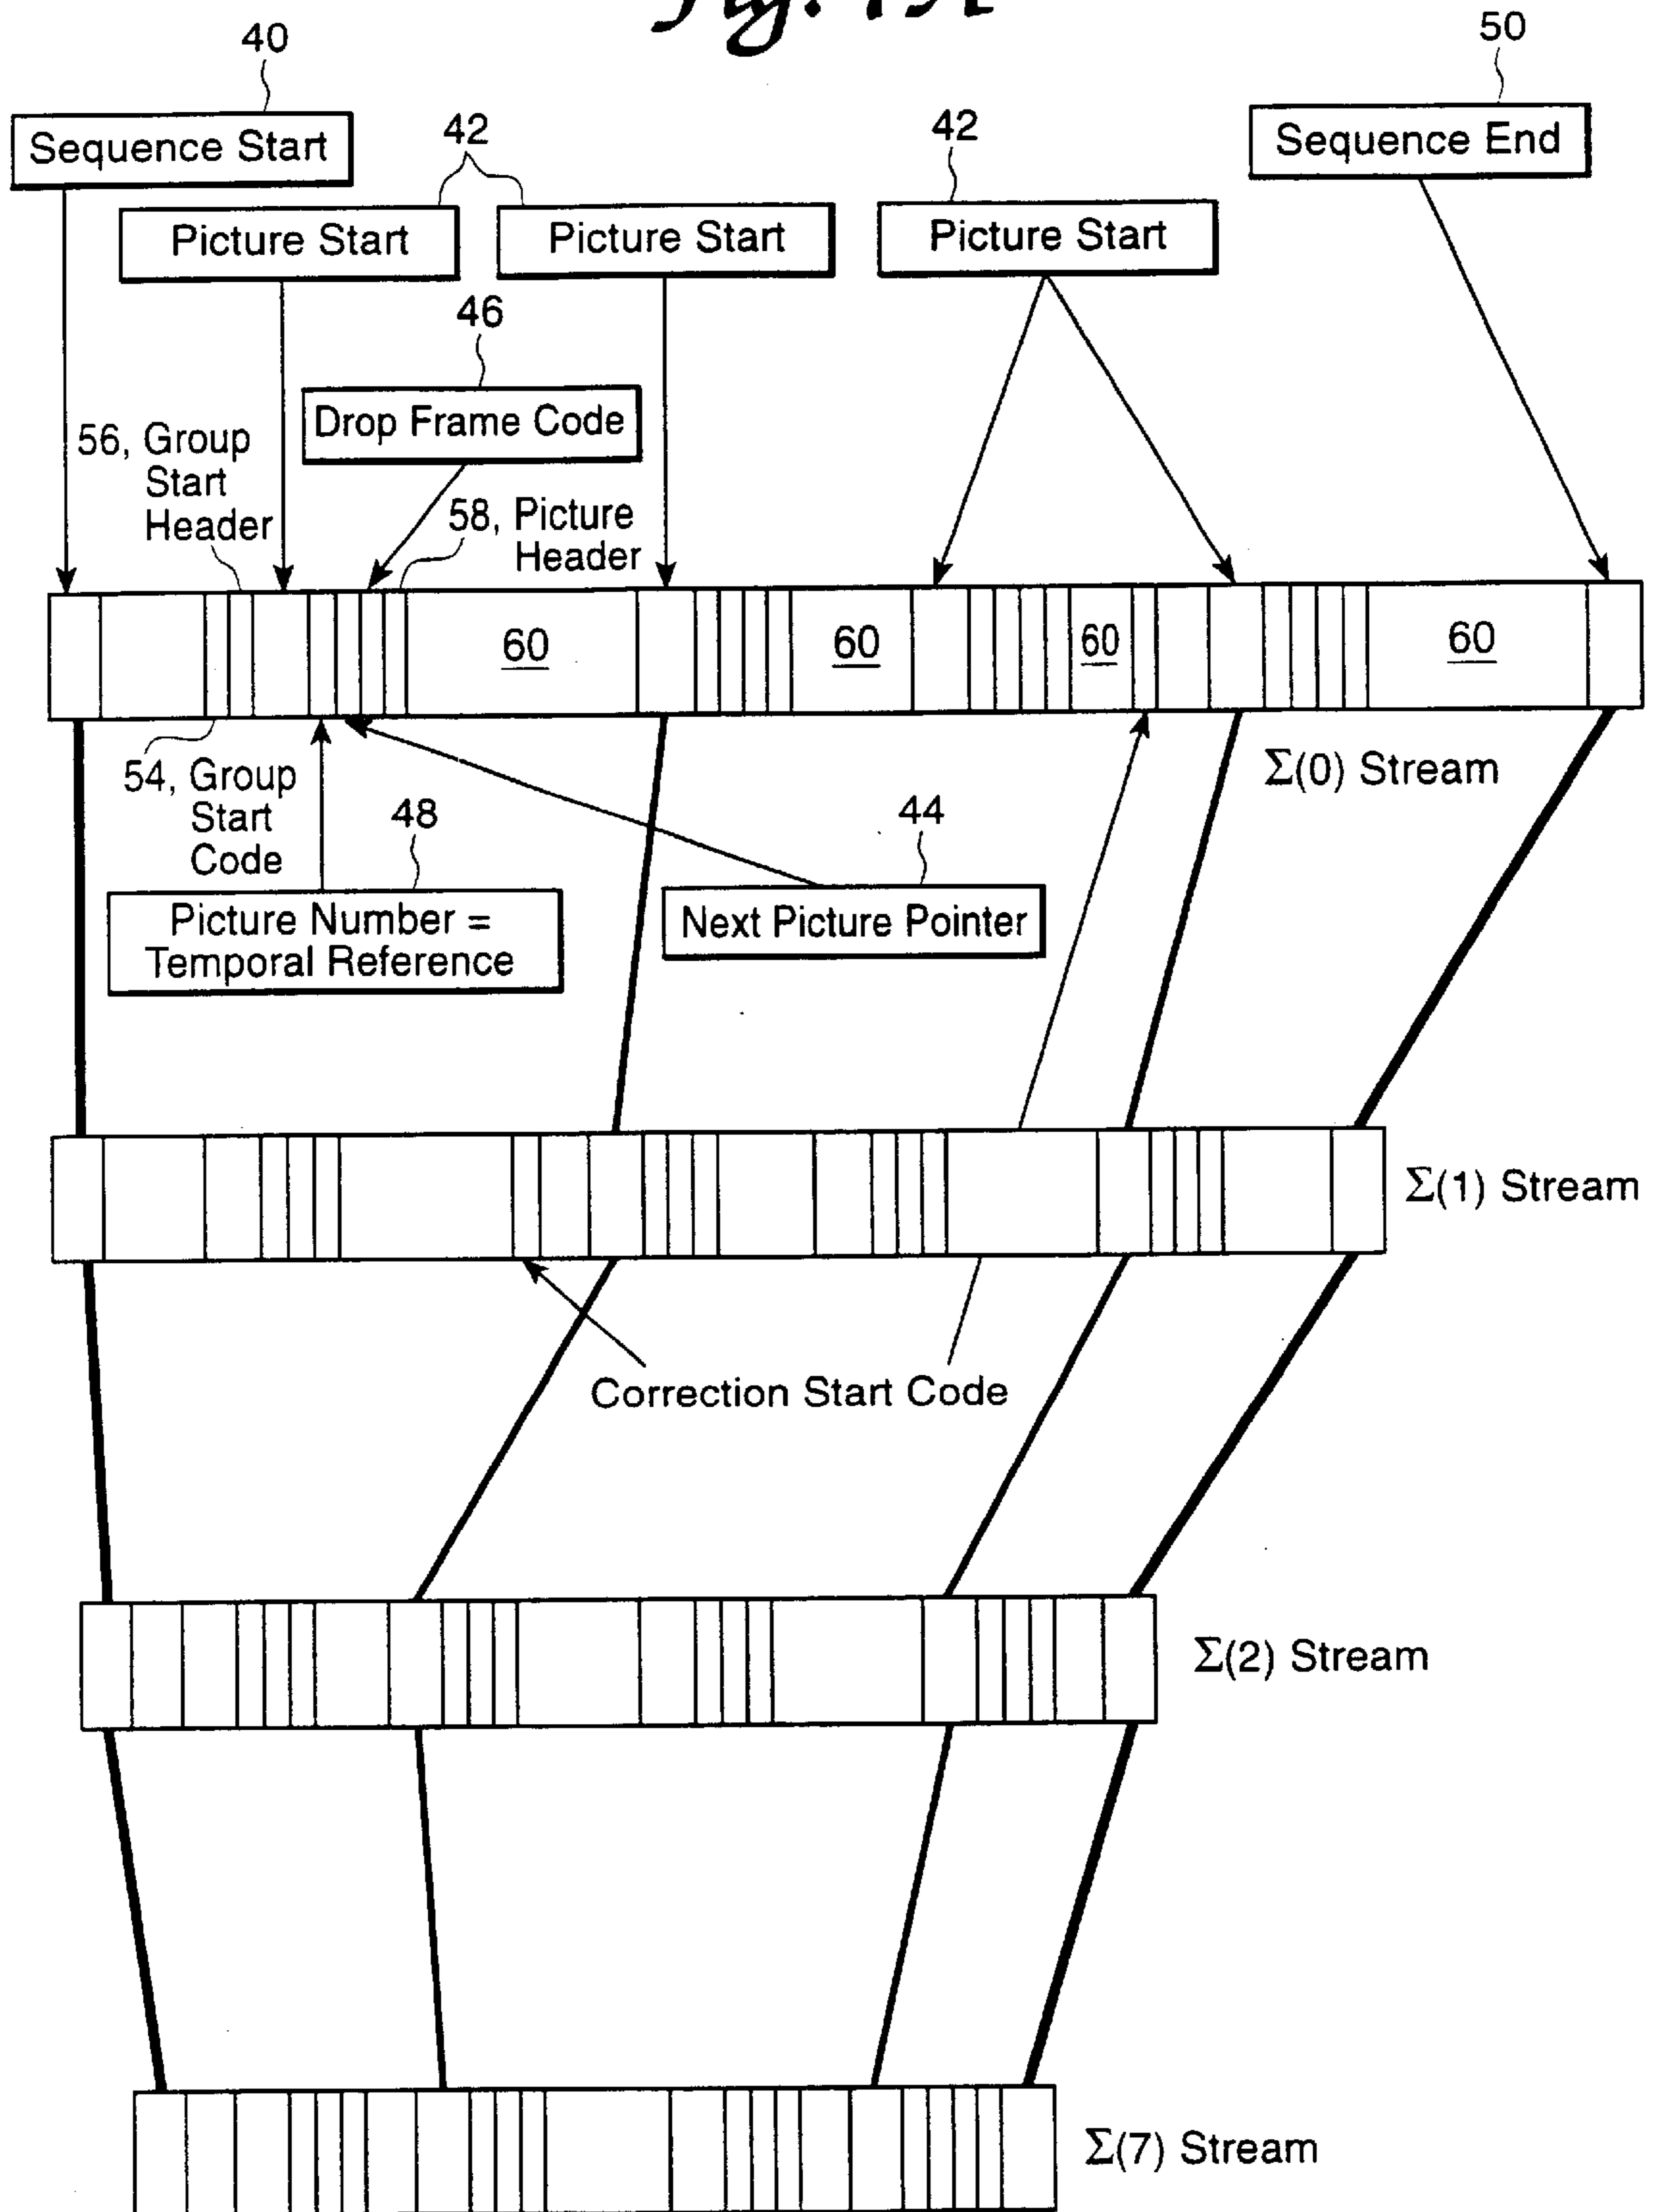 40
50
Sequence Start
42
42
Sequence End
Picture Start
Picture Start
Picture Start
46
Drop Frame Code
56, Group
Start
Header
58, Picture
Header
60
60
60
60
54, Group
Start
Code
Σ(0) Stream
48
44
Picture Number =
Temporal Reference
Next Picture Pointer
Σ(1) Stream
Correction Start Code
Σ(2) Stream
Σ(7) Stream